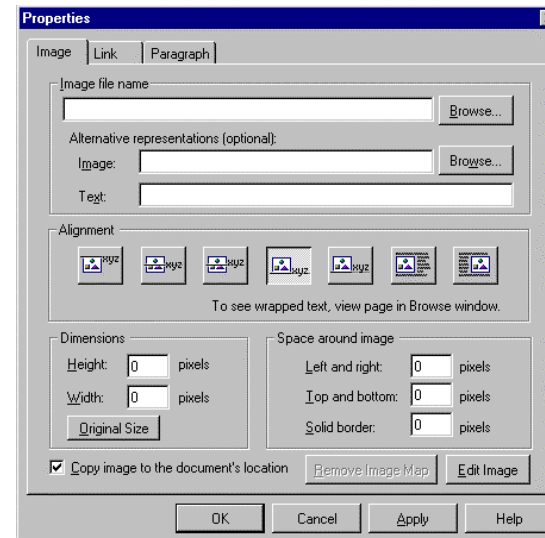 Properties
Image Link Paragraph
Image file name
Browse...
Alternative representations (optional):
Image: Browse...
Text:
Alignment
xyz xyz xyz xyz xyz
To see wrapped text, view page in Browse window.
Dimensions Space around image
Height: 0 pixels Left and right: 0 pixels
Width: 0 pixels Top and bottom: 0 pixels
Original Size Solid border: 0 pixels
Copy image to the document's location Remove Image Map Edit Image
OK Cancel Apply Help